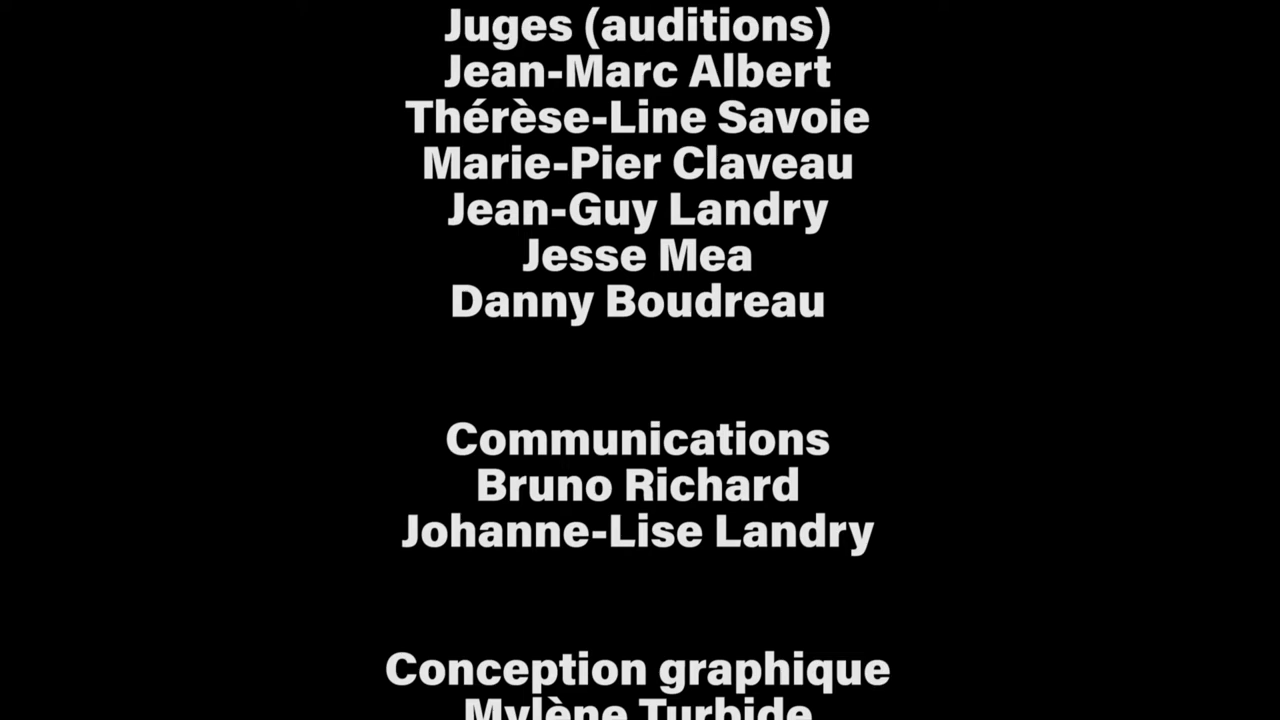 Juges (auditions)
Jean-Marc Albert
Thérèse-Line Savoie
Marie-Pier Claveau
Jean-Guy Landry
Jesse Mea
Danny Boudreau
Communications
Bruno Richard
Johanne-Lise Landry
Conception graphique
Mylène Turbide